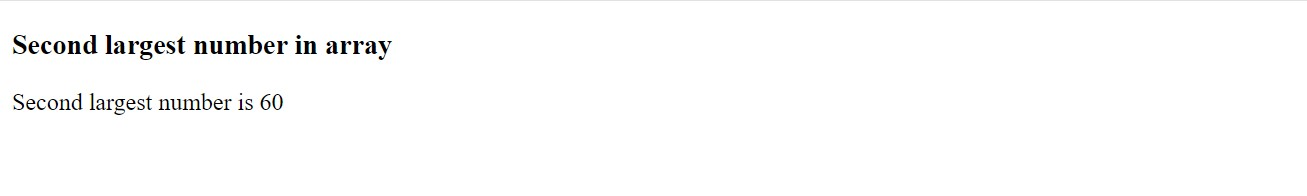 Second largest number in array
Second largest number is 60